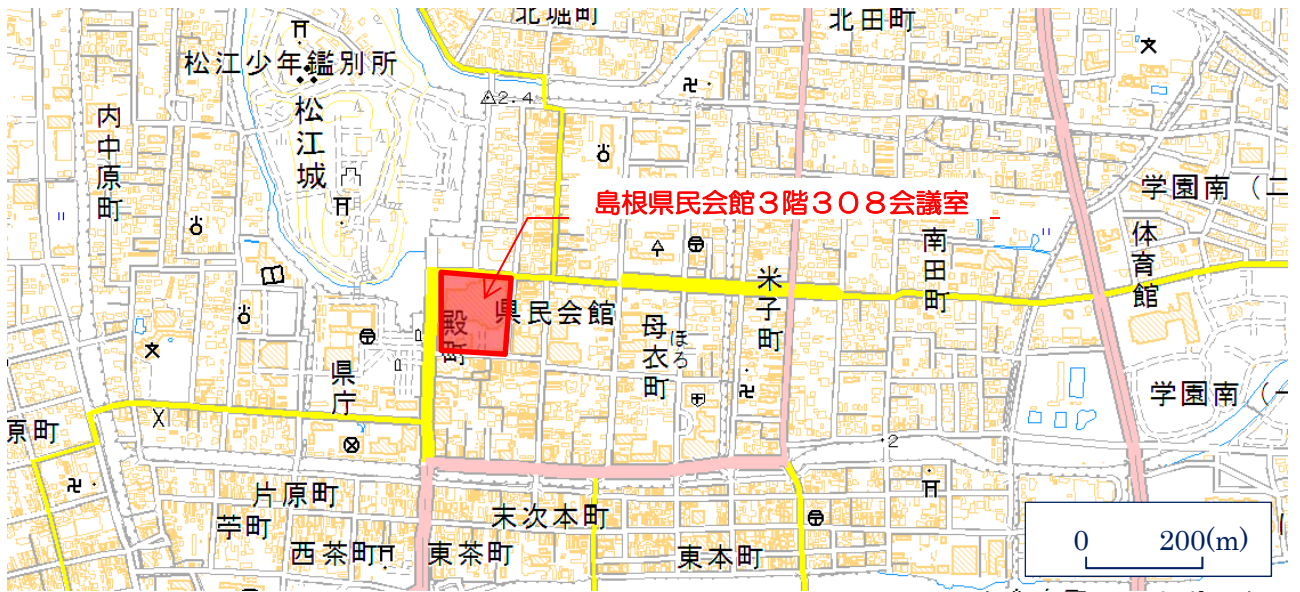 北堀町
北田町
松江少年鑑別所
2.4
松江城
内中原町
島根県民会館3階308会議室
学園南（二
南田町
体育館
米子町
県民会館
殿町
母衣町
ほろ
県庁
学園南（一
原町
2
片原町
苧町
末次本町
西茶町
東茶町
東本町
0 200(m)